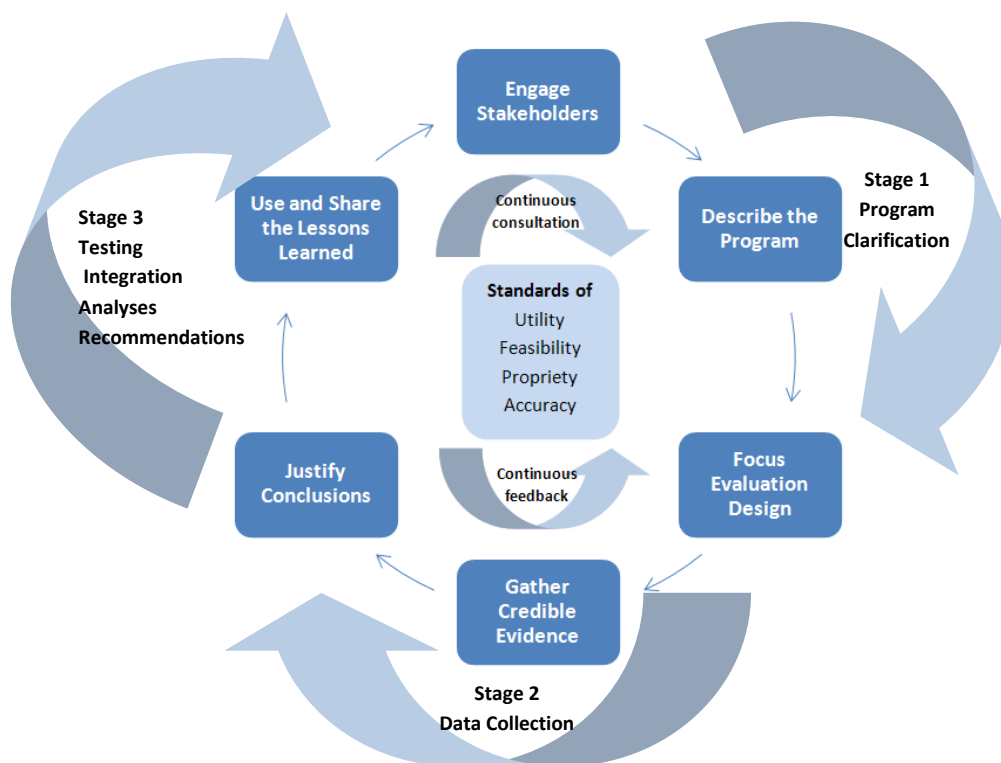 Engage
Stakeholders
Stage 1
Program
Clarification
Describe the
Program
Continuous
consultation
Use and Share
the Lessons
Learned
Stage 3
Testing
Integration
Analyses
Recommendations
Standards of
Utility
Feasibility
Propriety
Accuracy
Focus
Evaluation
Design
Continuous
feedback
Justify
Conclusions
Gather
Credible
Evidence
Stage 2
Data Collection